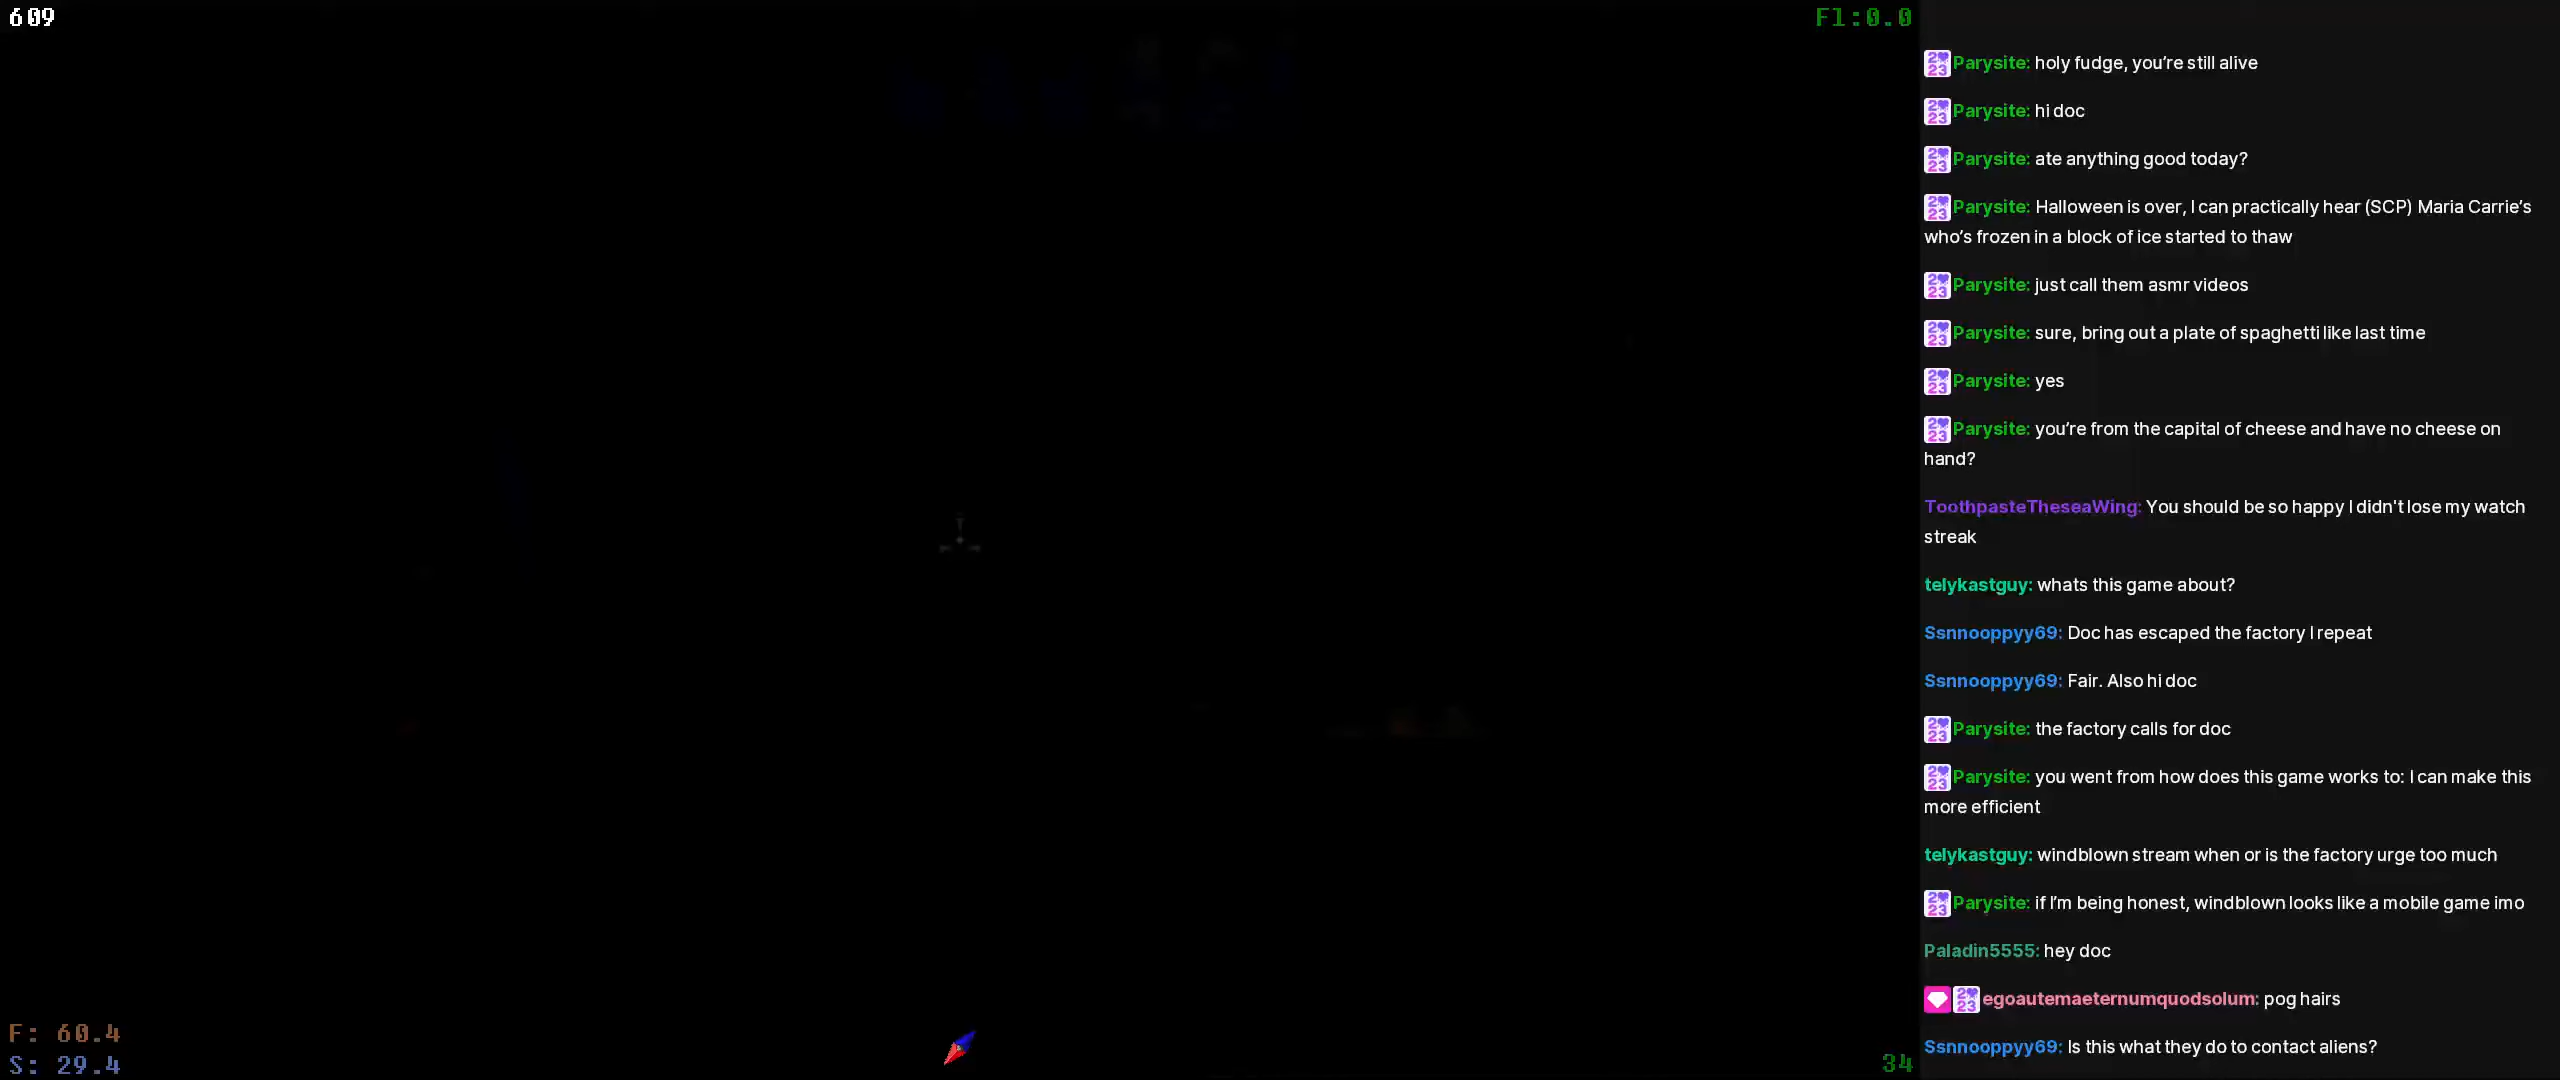 609
F1:0.0
Parysite: holy fudge, you’re still alive
Parysite: hi doc
Parysite: ate anything good today?
Parysite: Halloween is over, I can practically hear (SCP) Maria Carrie’s
who’s frozen in a block of ice started to thaw
Parysite: just call them asmr videos
Parysite: sure, bring out a plate of spaghetti like last time
Parysite: yes
Parysite: you’re from the capital of cheese and have no cheese on
hand?
ToothpasteTheseaWing: You should be so happy I didn't lose my watch
streak
telykastguy: whats this game about?
Ssnnooppyy69: Doc has escaped the factory I repeat
Ssnnooppyy69: Fair. Also hi doc
Parysite: the factory calls for doc
Parysite: you went from how does this game works to: I can make this
more efficient
telykastguy: windblown stream when or is the factory urge too much
Parysite: if I’m being honest, windblown looks like a mobile game imo
Paladin5555: hey doc
egoautemaeternumquodsolum: pog hairs
Ssnnooppyy69: Is this what they do to contact aliens?
F: 60.4
S: 29.4
34